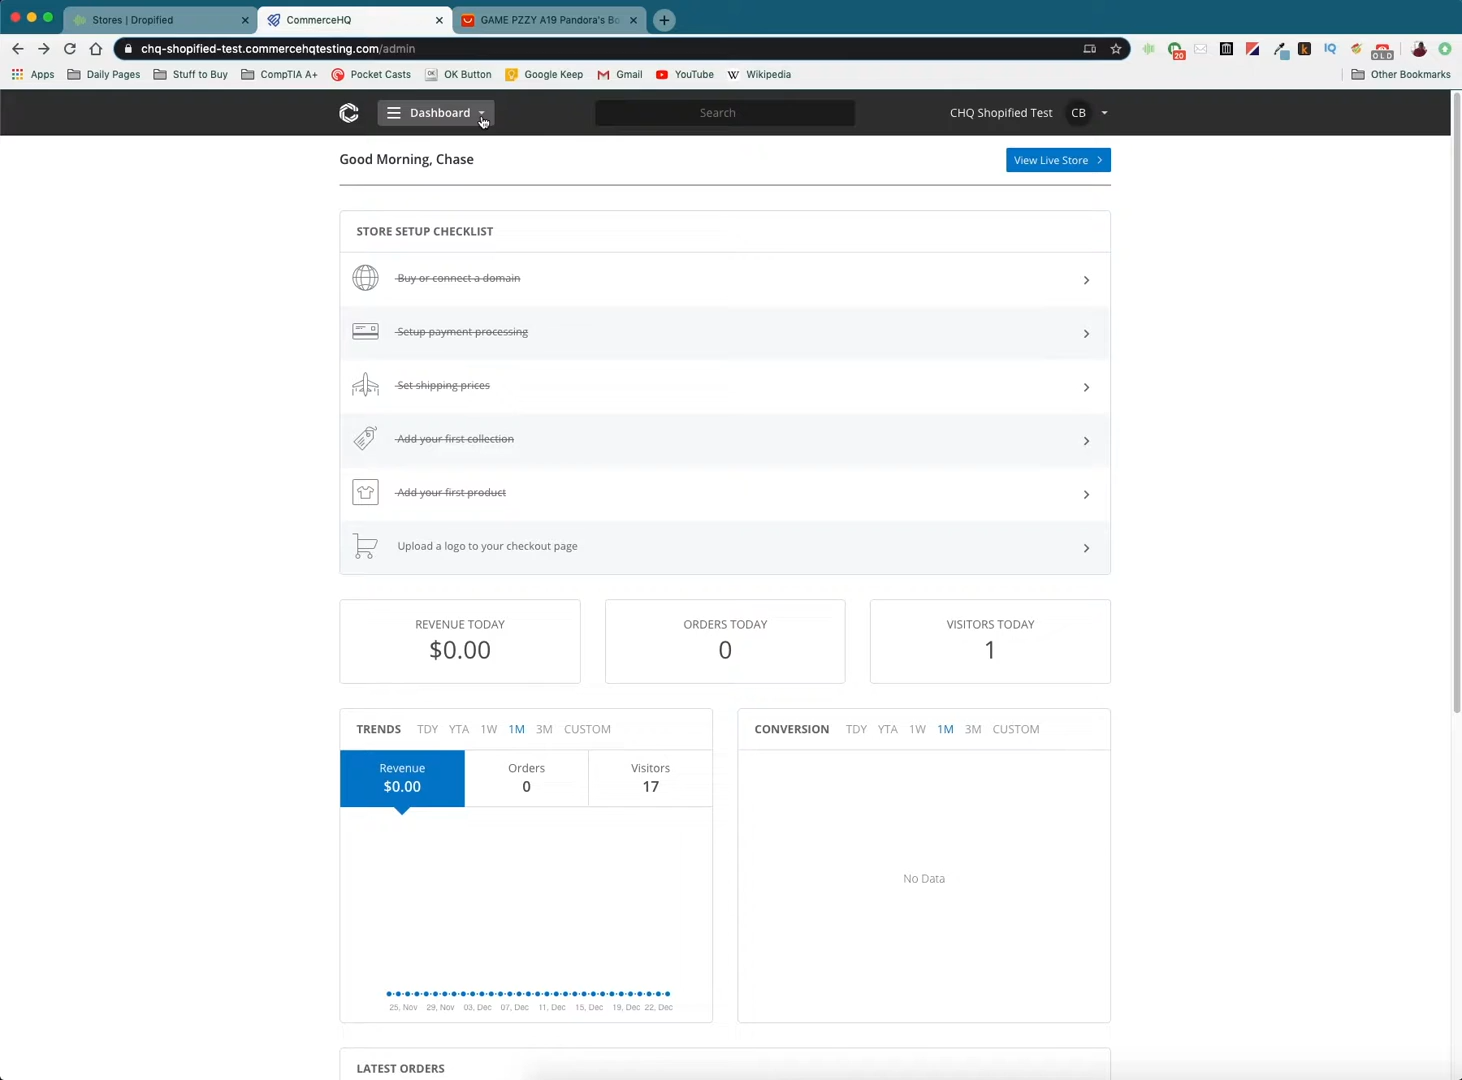 Stores | Dropified
CommerceHQ
GAME PZZY A19 Pandora's Bo
chq-shopified-test.commercehqtesting.com/admin
20
IQ
OLD
Apps
Daily Pages
Stuff to Buy
CompTIA A+
Pocket Casts
OK Button
Google Keep
Gmail
YouTube
Wikipedia
Other Bookmarks
Dashboard
Search
CHQ Shopified Test
CB
Good Morning, Chase
View Live Store
STORE SETUP CHECKLIST
Buy or connect a domain
Setup payment processing
Set shipping prices
Add your first collection
Add your first product
Upload a logo to your checkout page
REVENUE TODAY
$0.00
ORDERS TODAY
0
VISITORS TODAY
1
TRENDS TDY YTA 1W 1M 3M CUSTOM
Revenue
$0.00
Orders
0
Visitors
17
25, Nov 29, Nov 03, Dec 07, Dec 11, Dec 15, Dec 19, Dec 22, Dec
CONVERSION TDY YTA 1W 1M 3M CUSTOM
No Data
LATEST ORDERS